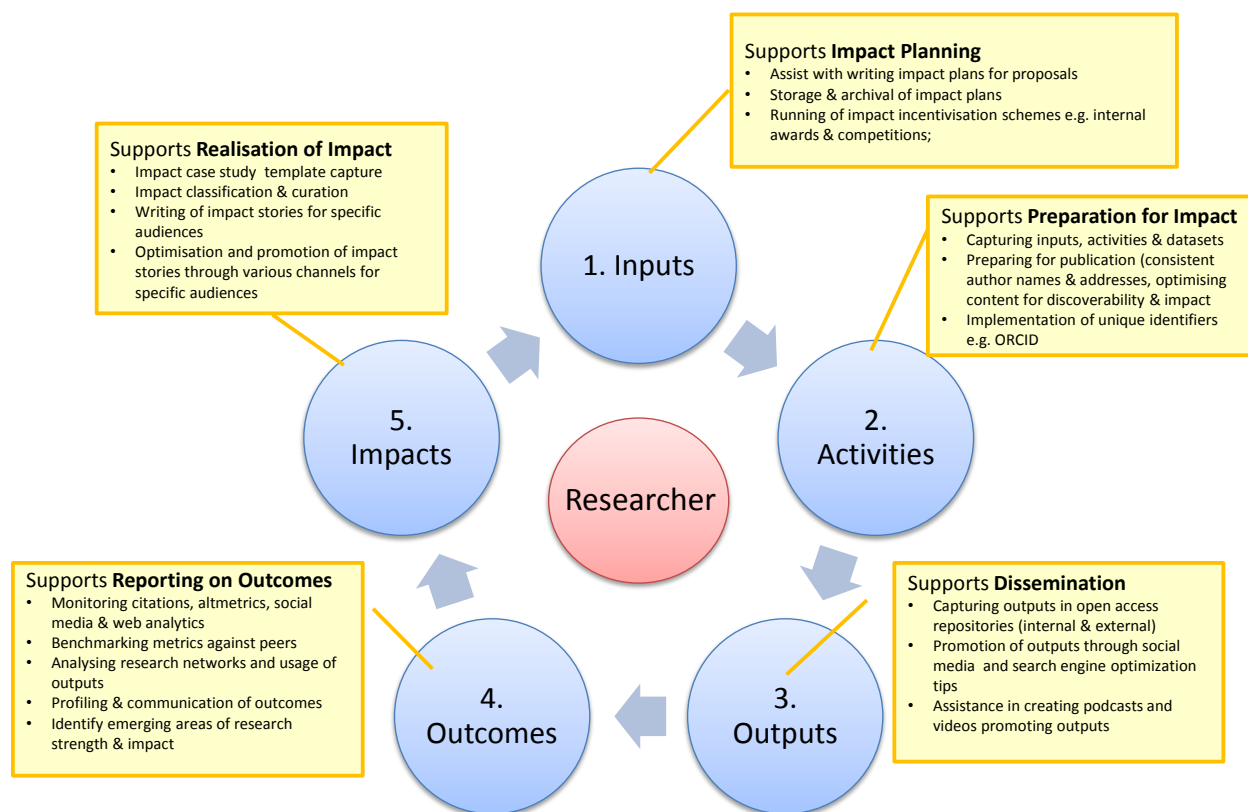 Supports Impact Planning
• Assist with writing impact plans for proposals
• Storage & archival of impact plans
• Running of impact incentivisation schemes e.g. internal
awards & competitions;
Supports Realisation of Impact
• Impact case study template capture
• Impact classification & curation
• Writing of impact stories for specific
audiences
• Optimisation and promotion of impact
stories through various channels for
specific audiences
Supports Preparation for Impact
• Capturing inputs, activities & datasets
• Preparing for publication (consistent
author names & addresses, optimising
content for discoverability & impact
• Implementation of unique identifiers
e.g. ORCID
1. Inputs
2.
Activities
5.
Impacts
Researcher
Supports Reporting on Outcomes
• Monitoring citations, altmetrics, social
media & web analytics
• Benchmarking metrics against peers
• Analysing research networks and usage of
outputs
• Profiling & communication of outcomes
• Identify emerging areas of research
strength & impact
4.
Outcomes
3.
Outputs
Supports Dissemination
• Capturing outputs in open access
repositories (internal & external)
• Promotion of outputs through social
media and search engine optimization
tips
• Assistance in creating podcasts and
videos promoting outputs